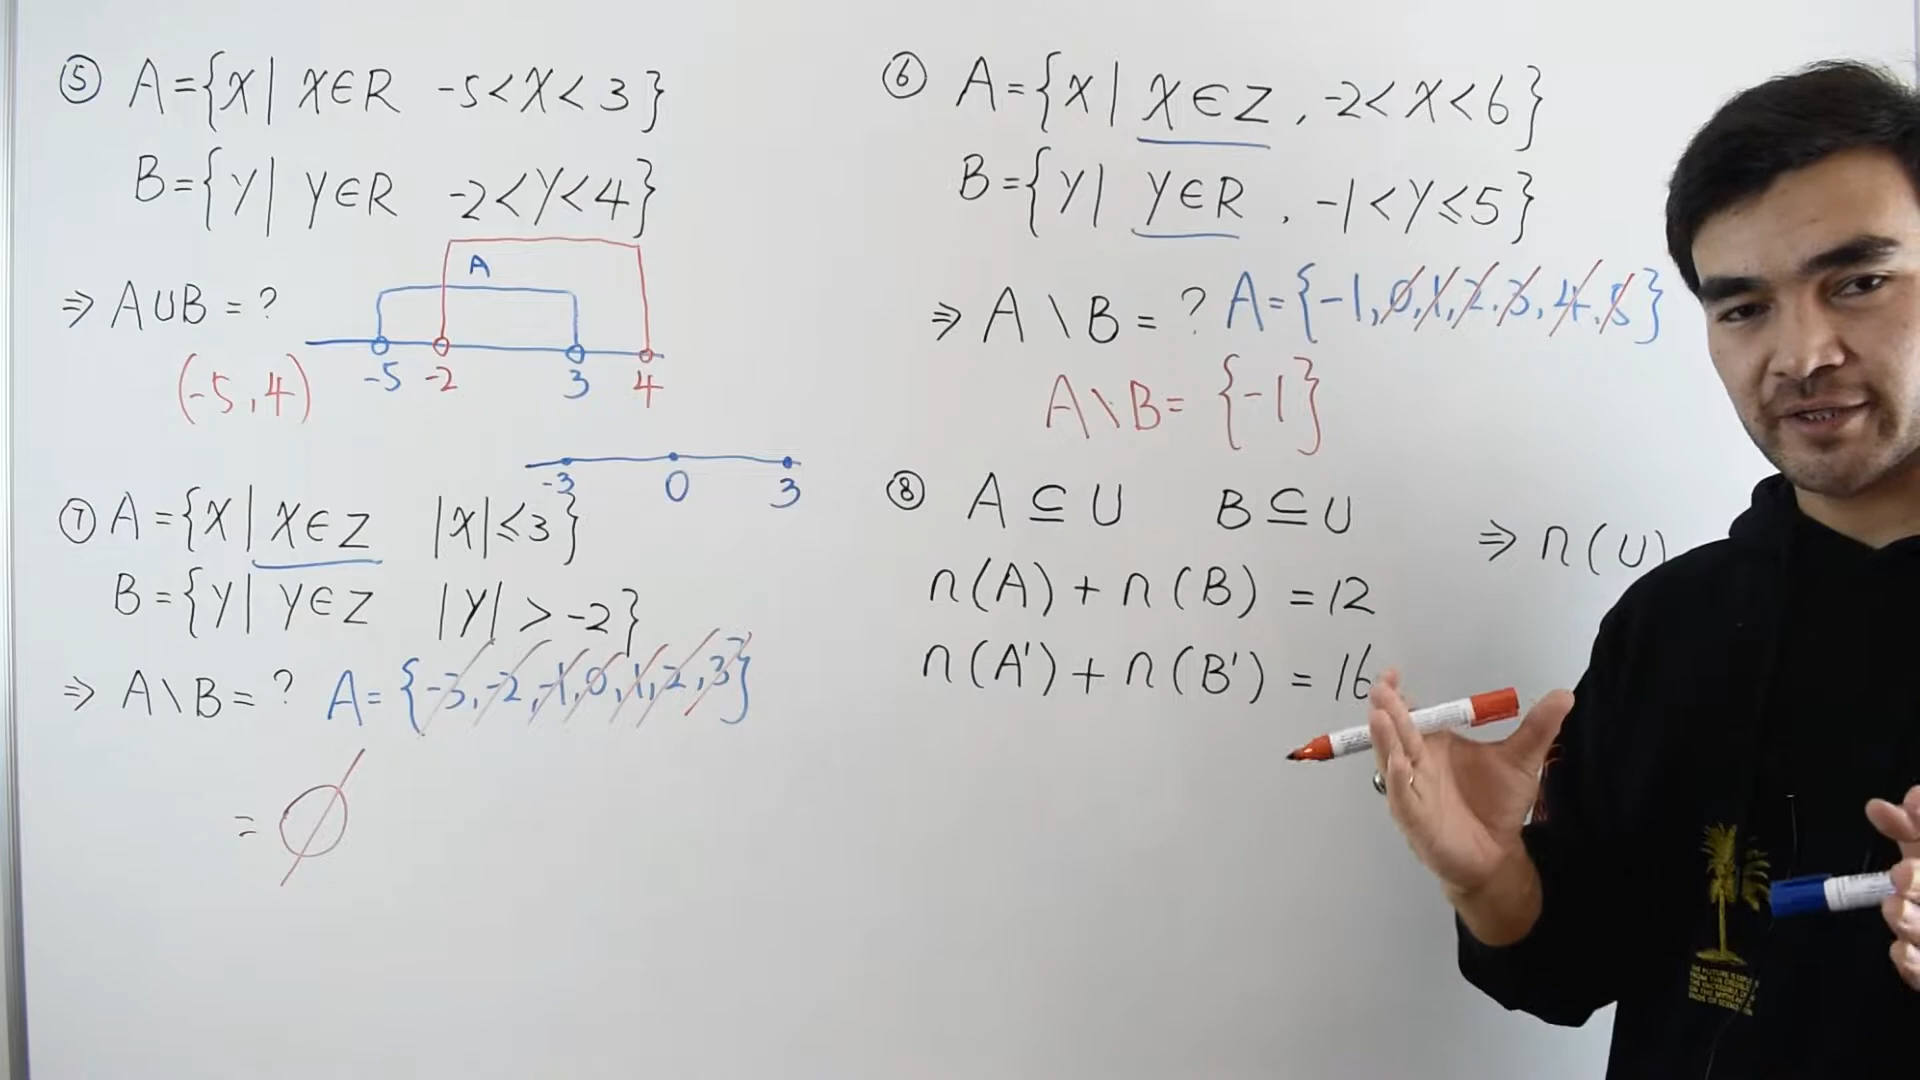 ⑤ A={x| x∈R -5<x<3}
B={y| y∈R -2<y<4}
A
⇒ A∪B = ?
-5 -2 3 4
(-5,4)
⑥ A={x| x∈Z , -2<x<6}
B={y| y∈R , -1<y≤5}
⇒ A\B = ? A={-1,0,1,2,3,4,5}
A\B= {-1}
-3 0 3
⑦ A={x| x∈Z |x|≤3}
B={y| y∈Z |y|>-2}
⇒ A\B = ? A={-3,-2,-1,0,1,2,3}
= ∅
⑧ A⊆U B⊆U ⇒ n(U)
n(A)+n(B)=12
n(A')+n(B')=16